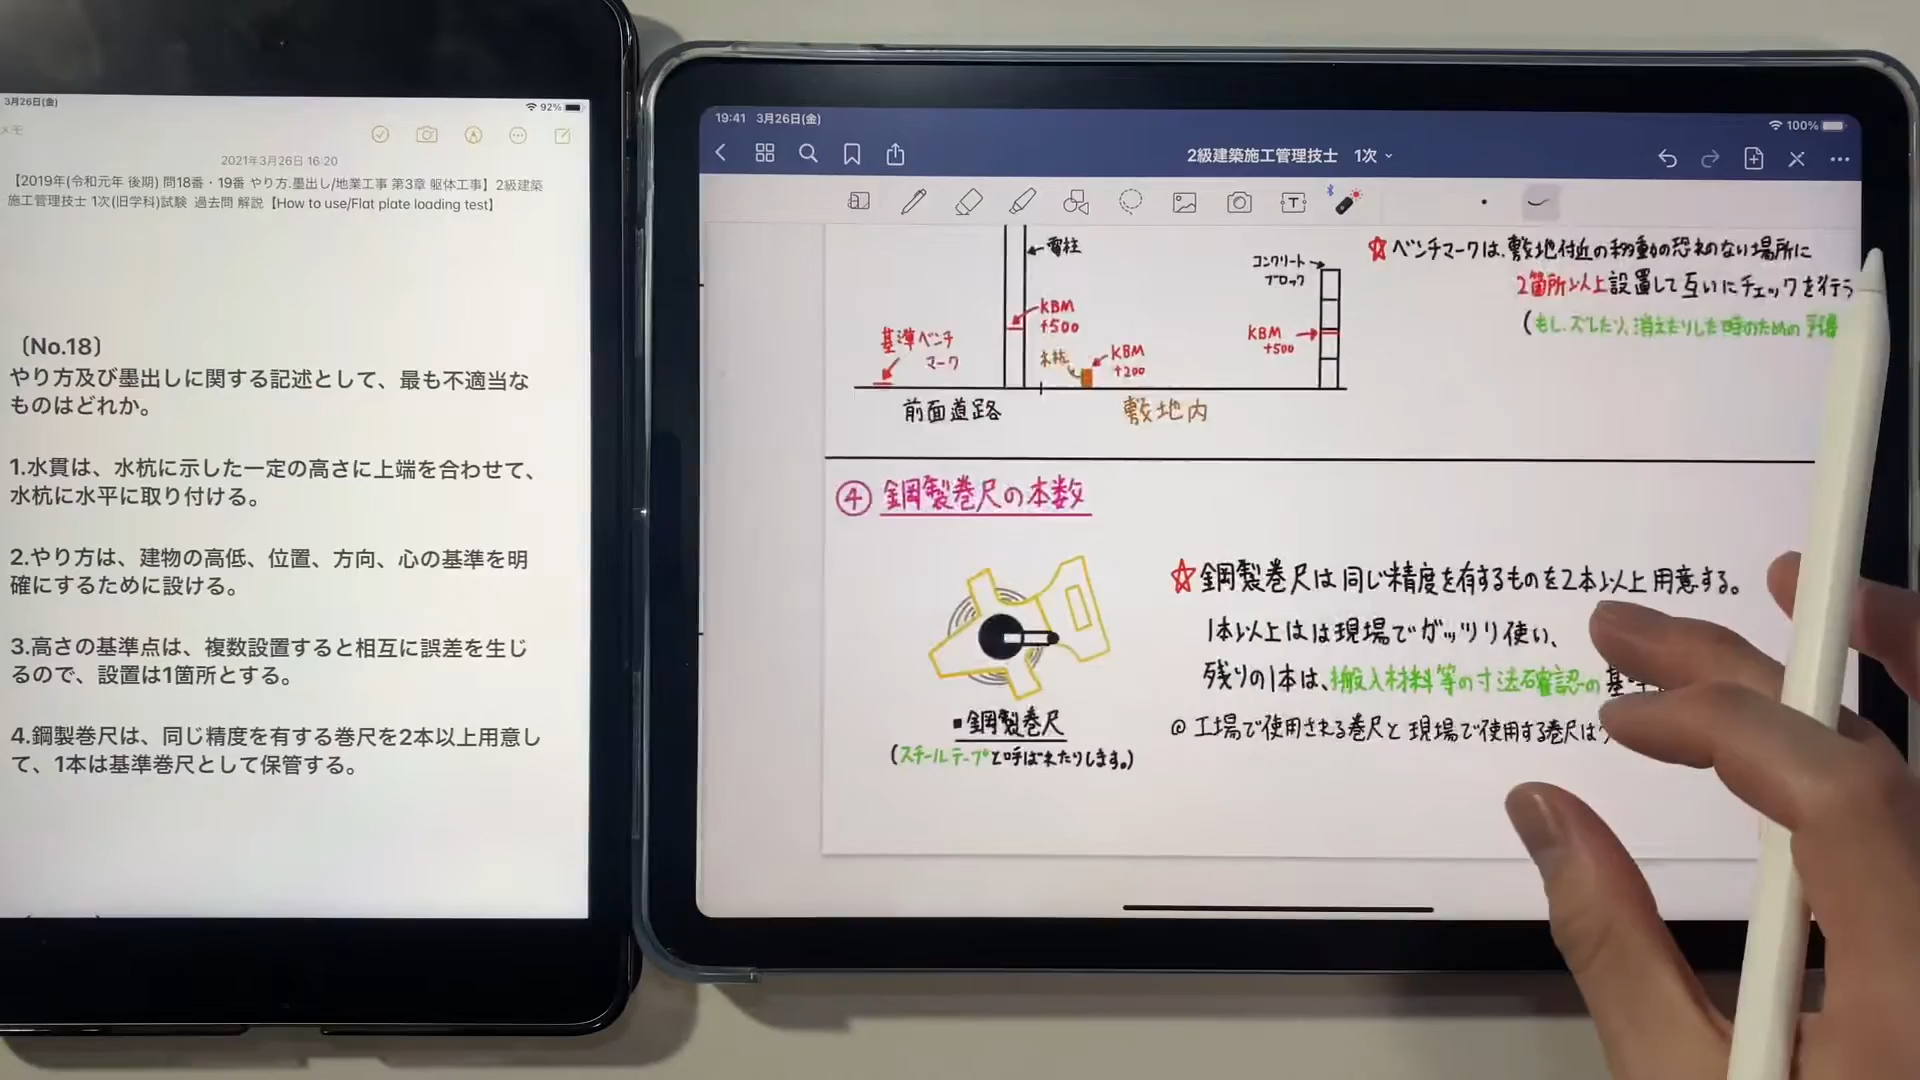 3月26日(金)
92%
メモ
2021年3月26日 16:20
【2019年(令和元年 後期) 問18番・19番 やり方.墨出し/地業工事 第3章 躯体工事】2級建築
施工管理技士 1次(旧学科)試験 過去問 解説【How to use/Flat plate loading test】
〔No.18〕
やり方及び墨出しに関する記述として、最も不適当な
ものはどれか。
1.水貫は、水杭に示した一定の高さに上端を合わせて、
水杭に水平に取り付ける。
2.やり方は、建物の高低、位置、方向、心の基準を明
確にするために設ける。
3.高さの基準点は、複数設置すると相互に誤差を生じ
るので、設置は1箇所とする。
4.鋼製巻尺は、同じ精度を有する巻尺を2本以上用意し
て、1本は基準巻尺として保管する。
19:41 3月26日(金)
100%
2級建築施工管理技士 1次
電柱
KBM
+500
基準ベンチ
マーク
木杭
KBM
+200
コンクリート
ブロック
KBM
+500
前面道路
敷地内
☆ベンチマークは、敷地付近の移動の恐れのない場所に
2箇所以上設置して互いにチェックを行う
(もし、ズレたり、消えたりした時のための
④ 鋼製巻尺の本数
▪鋼製巻尺
(スチールテープと呼ばれたりします。)
☆鋼製巻尺は同じ精度を有するものを2本以上用意する。
1本以上はは現場でガッツリ使い、
残りの1本は、搬入材料等の寸法確認の基準
@ 工場で使用される巻尺と現場で使用する巻尺は